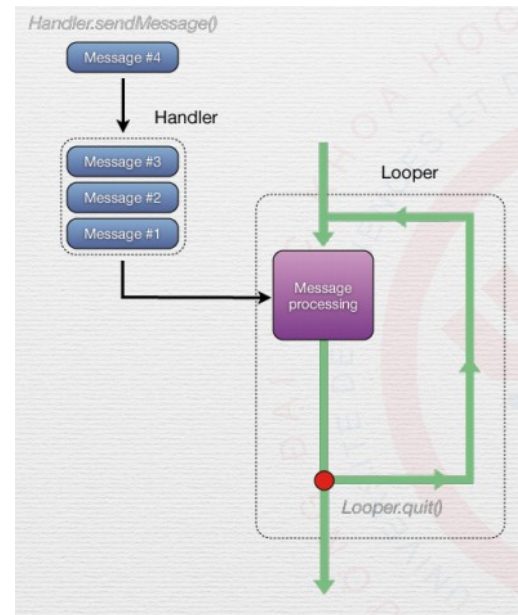 Handler.sendMessage()
Message #4
Handler
Message #3
Message #2
Message #1
Looper
Message
processing
Looper.quit()